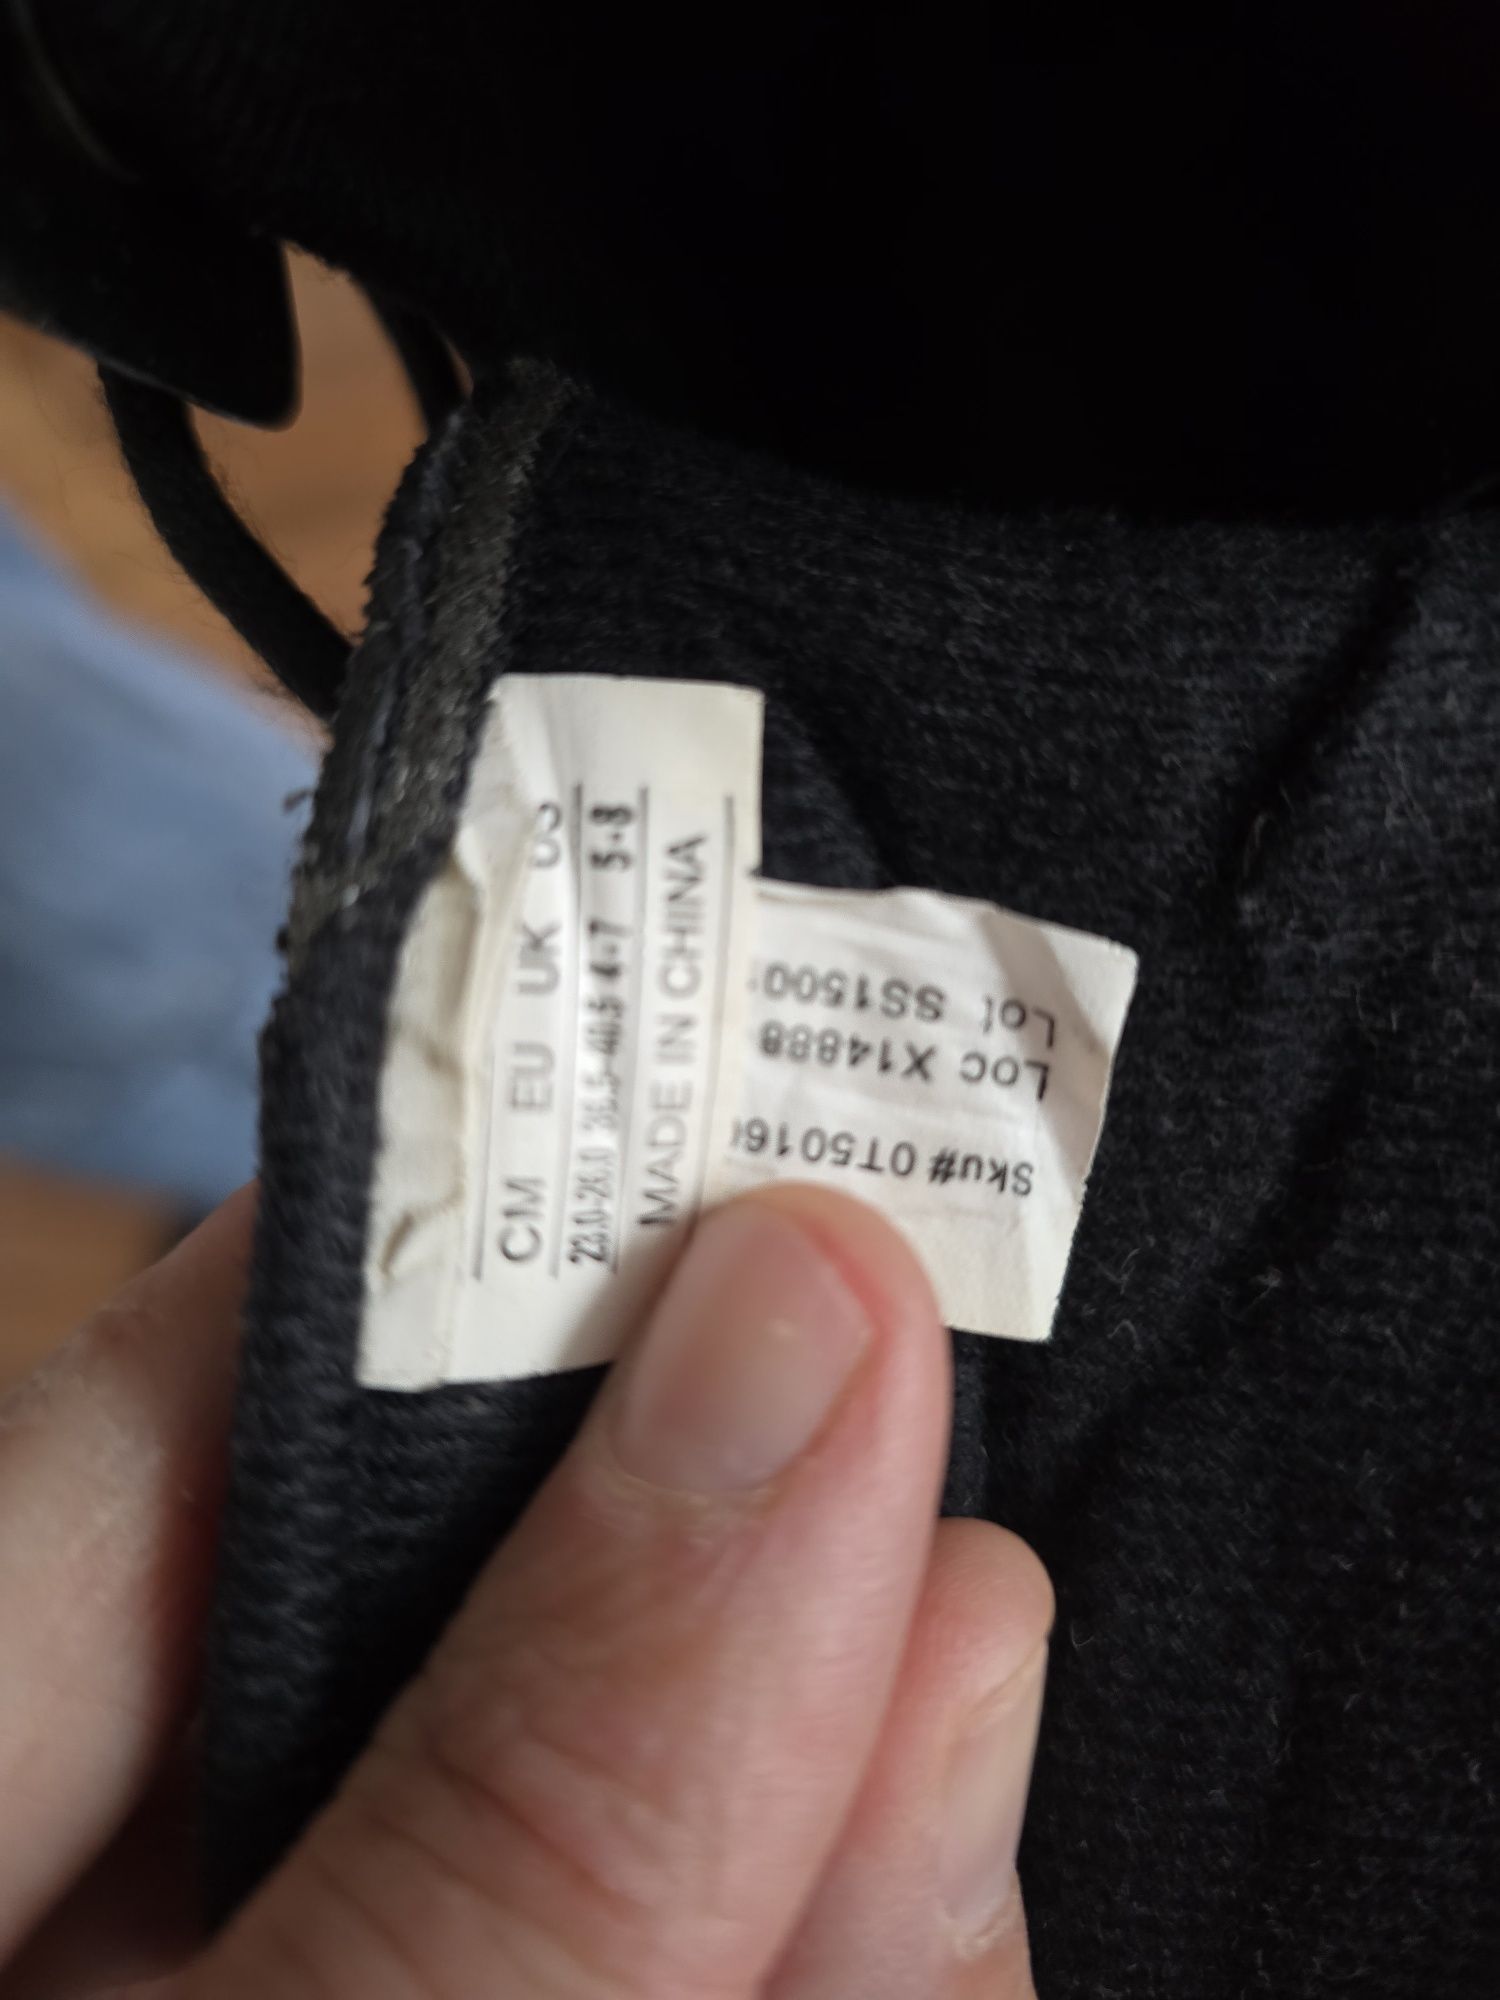 CM EU UK US
23.0-26.0 36.5-40.5 4-7 5-8
MADE IN CHINA
Sku# 0T5016
Loc X14888
Lot SS1500